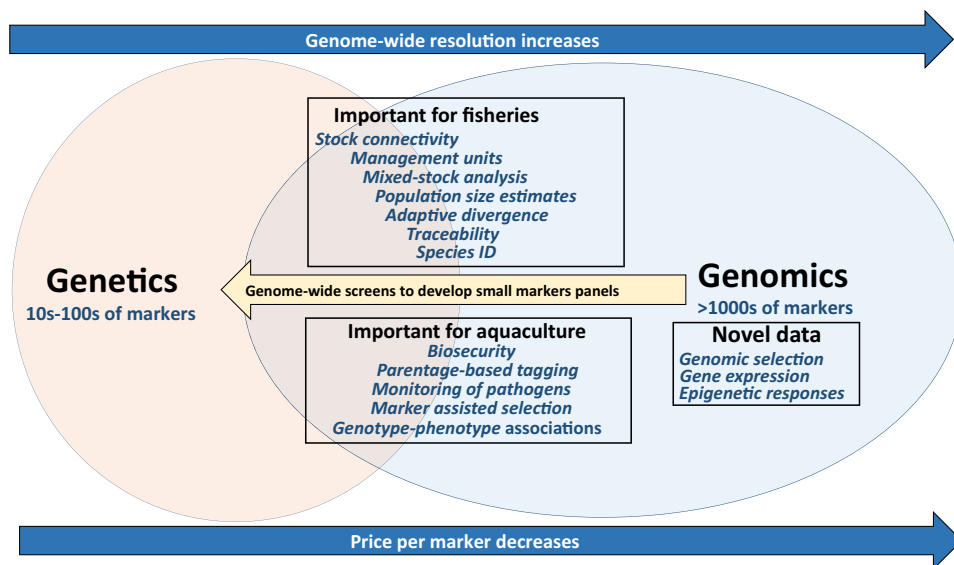 Genome-wide resolution increases
Important for fisheries
Stock connectivity
Management units
Mixed-stock analysis
Population size estimates
Adaptive divergence
Traceability
Species ID
Genetics
10s-100s of markers
Genome-wide screens to develop small markers panels
Genomics
>1000s of markers
Important for aquaculture
Biosecurity
Parentage-based tagging
Monitoring of pathogens
Marker assisted selection
Genotype-phenotype associations
Novel data
Genomic selection
Gene expression
Epigenetic responses
Price per marker decreases